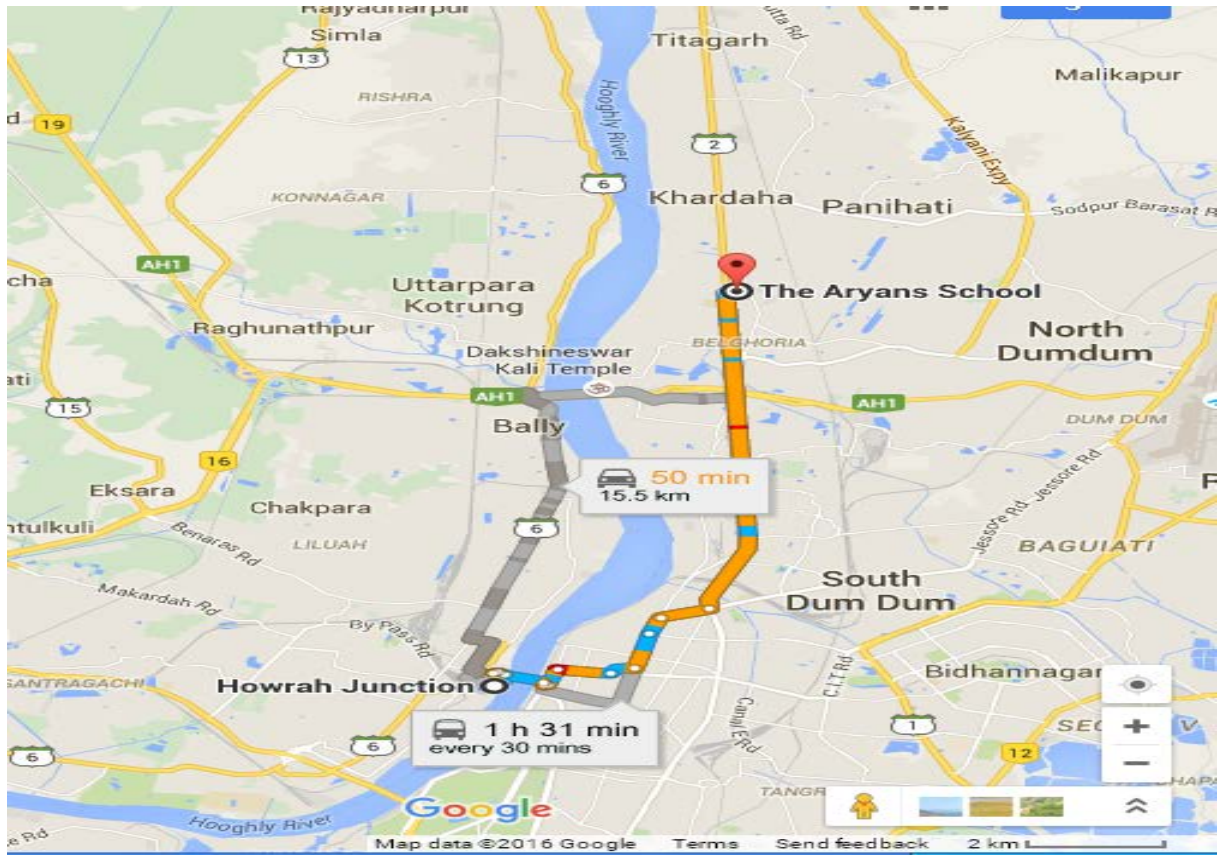 Rajyadharpur
Simla
Titagarh
13
Malikapur
RISHRA
19
Hooghly River
Kalyani Expy
2
6
KONNAGAR
Khardaha
Panihati
Sodpur Barasat R
AH1
Uttarpara
Kotrung
The Aryans School
Raghunathpur
BELGHORIA
North
Dumdum
Dakshineswar
Kali Temple
AH1
AH1
15
Bally
DUM DUM
16
50 min
15.5 km
Eksara
Chakpara
6
Jessore Rd
Jessore Rd
Benaras Rd
LILUAH
BAGUIATI
Makardah Rd
South
Dum Dum
By Pass Rd
Bidhannagar
SANTRAGACHI
Howrah Junction
C.I.T Rd
Canal E Rd
1 h 31 min
every 30 mins
1
6
6
12
+
−
TANGR
Google
Hooghly River
Map data ©2016 Google Terms Send feedback 2 km